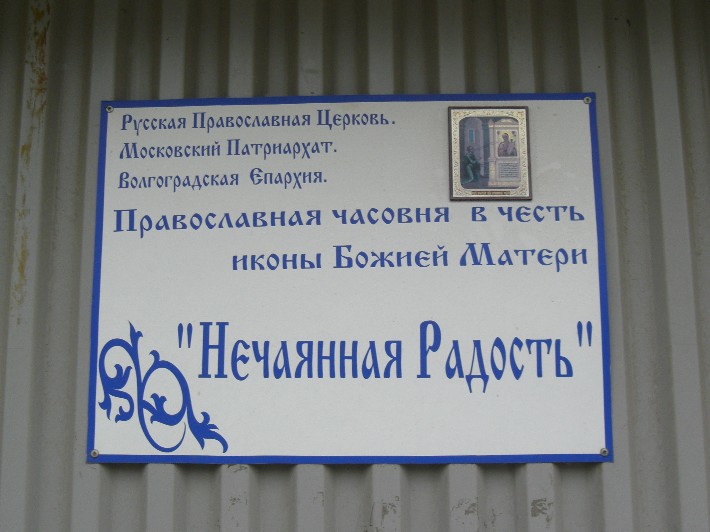 Русская Православная Церковь.
Московский Патриархат.
Волгоградская Епархия.
Православная часовня в честь
иконы Божией Матери
"Нечаянная Радость"